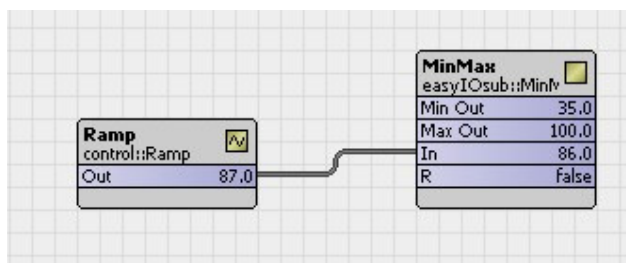 Ramp
control::Ramp
Out 87.0
MinMax
easyIOsub::MinM
Min Out 35.0
Max Out 100.0
In 86.0
R false